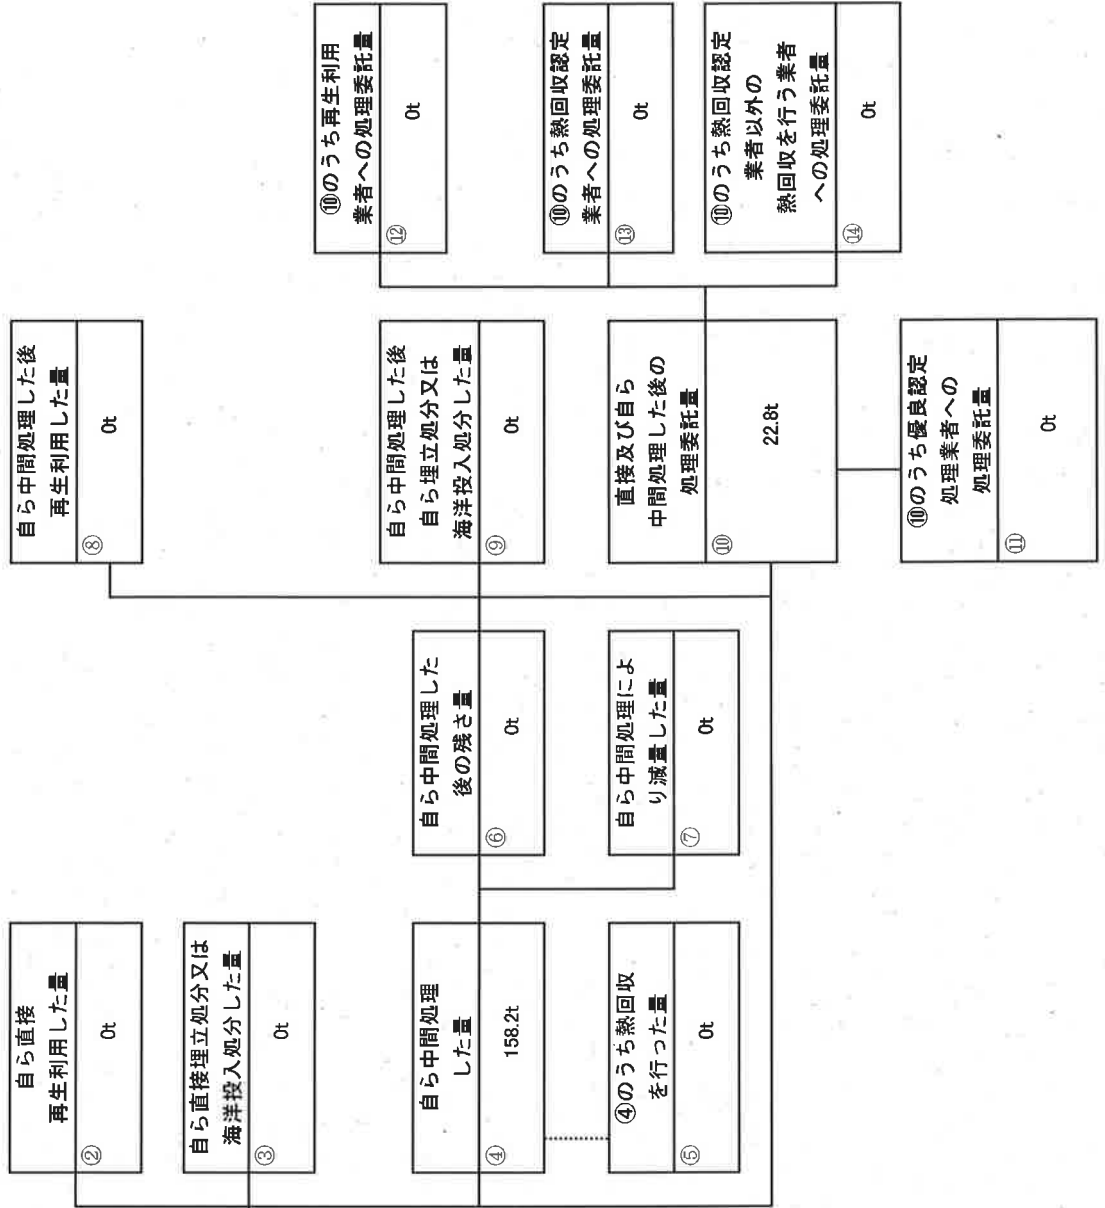 自ら直接
再生利用した量
②
0t
自ら直接埋立処分又は
海洋投入処分した量
③
0t
自ら中間処理
した量
④
158.2t
④のうち熱回収
を行った量
⑤
0t
自ら中間処理した
後の残さ量
⑥
0t
自ら中間処理によ
り減量した量
⑦
0t
自ら中間処理した後
再生利用した量
⑧
0t
自ら中間処理した後
自ら埋立処分又は
海洋投入処分した量
⑨
0t
直接及び自ら
中間処理した後の
処理委託量
⑩
22.8t
⑩のうち優良認定
処理業者への
処理委託量
⑪
0t
⑩のうち再生利用
業者への処理委託量
⑫
0t
⑩のうち熱回収認定
業者への処理委託量
⑬
0t
⑩のうち熱回収認定
業者以外の
熱回収を行う業者
への処理委託量
⑭
0t